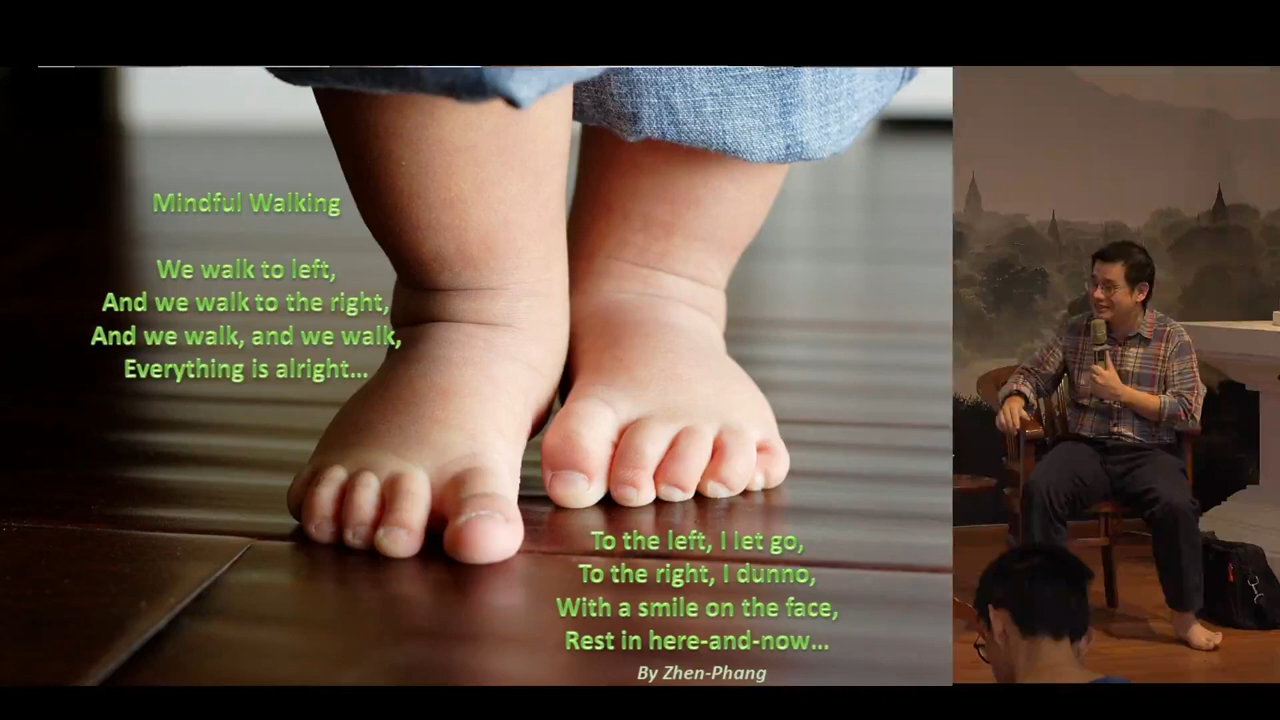 Mindful Walking
We walk to left,
And we walk to the right,
And we walk, and we walk,
Everything is alright...
To the left, I let go,
To the right, I dunno,
With a smile on the face,
Rest in here-and-now...
By Zhen-Phang